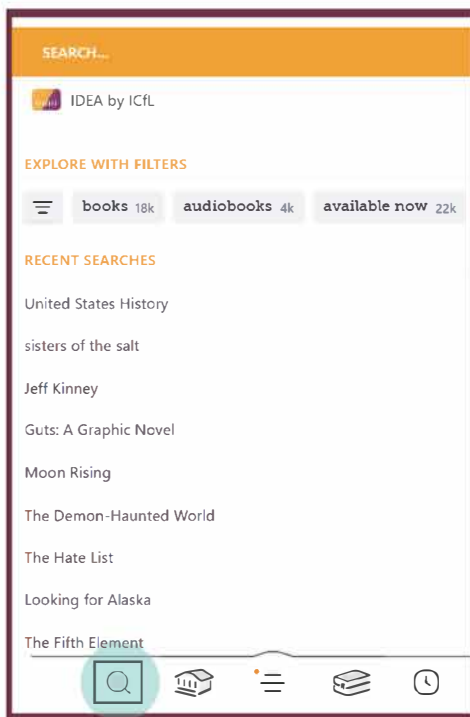 SEARCH...
IDEA by ICfL
EXPLORE WITH FILTERS
books 18k audiobooks 4k available now 22k
RECENT SEARCHES
United States History
sisters of the salt
Jeff Kinney
Guts: A Graphic Novel
Moon Rising
The Demon-Haunted World
The Hate List
Looking for Alaska
The Fifth Element